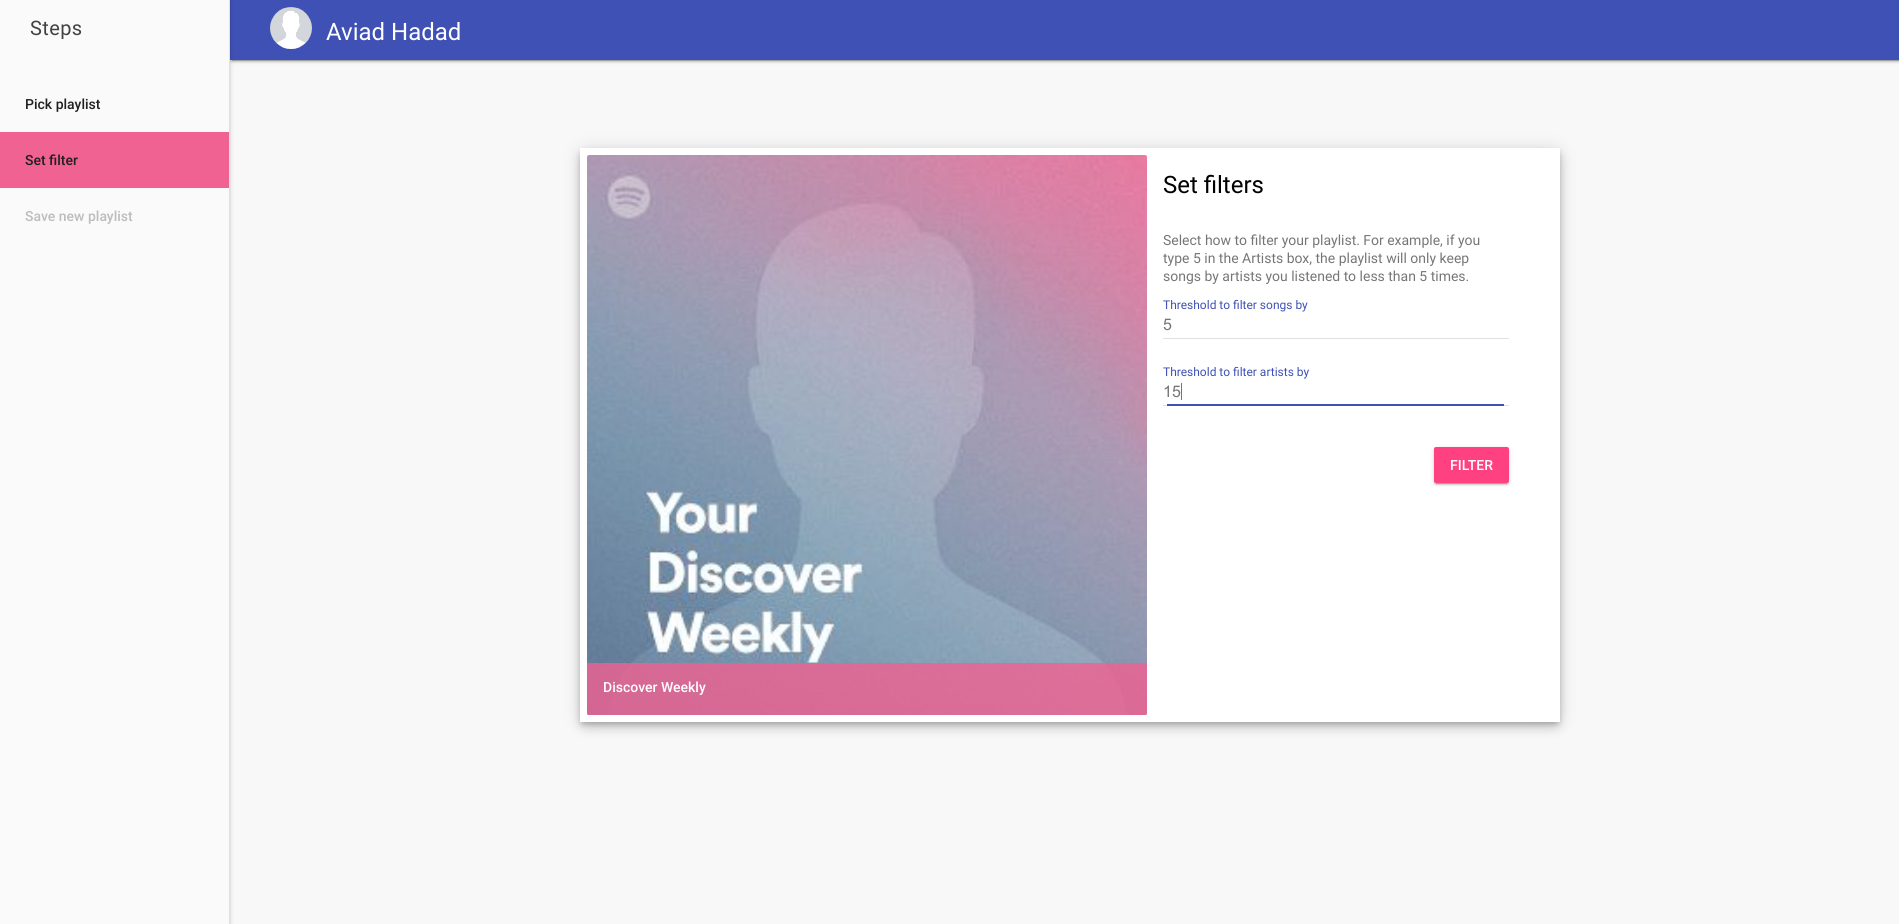 Steps
Aviad Hadad
Pick playlist
Set filter
Save new playlist
Your
Discover
Weekly
Discover Weekly
Set filters
Select how to filter your playlist. For example, if you
type 5 in the Artists box, the playlist will only keep
songs by artists you listened to less than 5 times.
Threshold to filter songs by
5
Threshold to filter artists by
15
FILTER